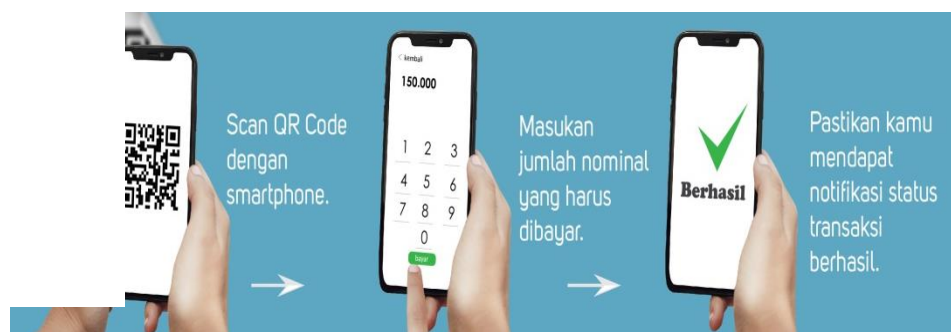 Scan QR Code
dengan
smartphone.
< kembali
150.000
1 2 3
4 5 6
7 8 9
0
bayar
Masukan
jumlah nominal
yang harus
dibayar.
Berhasil
Pastikan kamu
mendapat
notifikasi status
transaksi
berhasil.